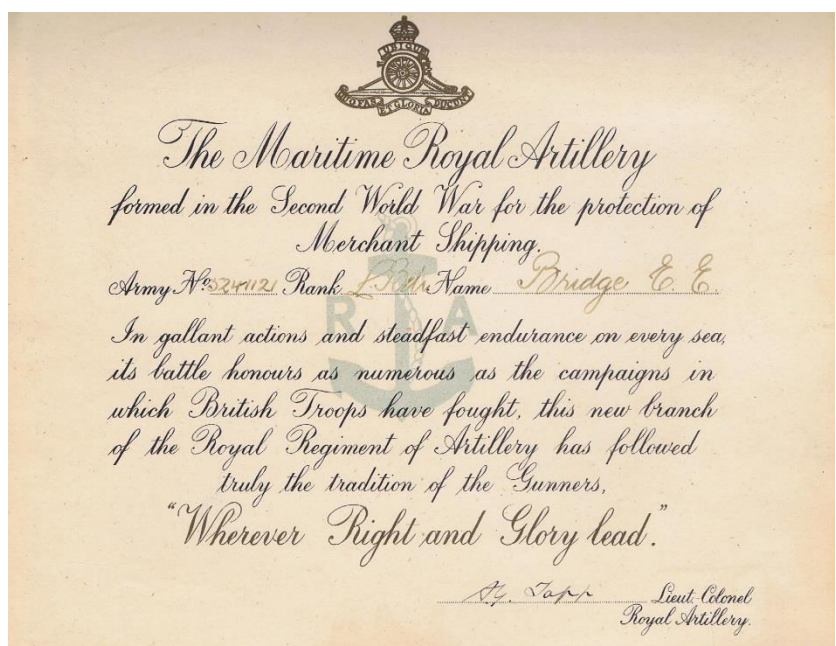 UBIQUE
QUO FAS ET GLORIA DUCUNT
The Maritime Royal Artillery
formed in the Second World War for the protection of
Merchant Shipping.
Army No. 5241121 Rank L/Bdr Name Bridge E. E.
R A
In gallant actions and steadfast endurance on every sea,
its battle honours as numerous as the campaigns in
which British Troops have fought, this new branch
of the Royal Regiment of Artillery has followed
truly the tradition of the Gunners,
"Wherever Right and Glory lead."
Lieut. Colonel
Royal Artillery.